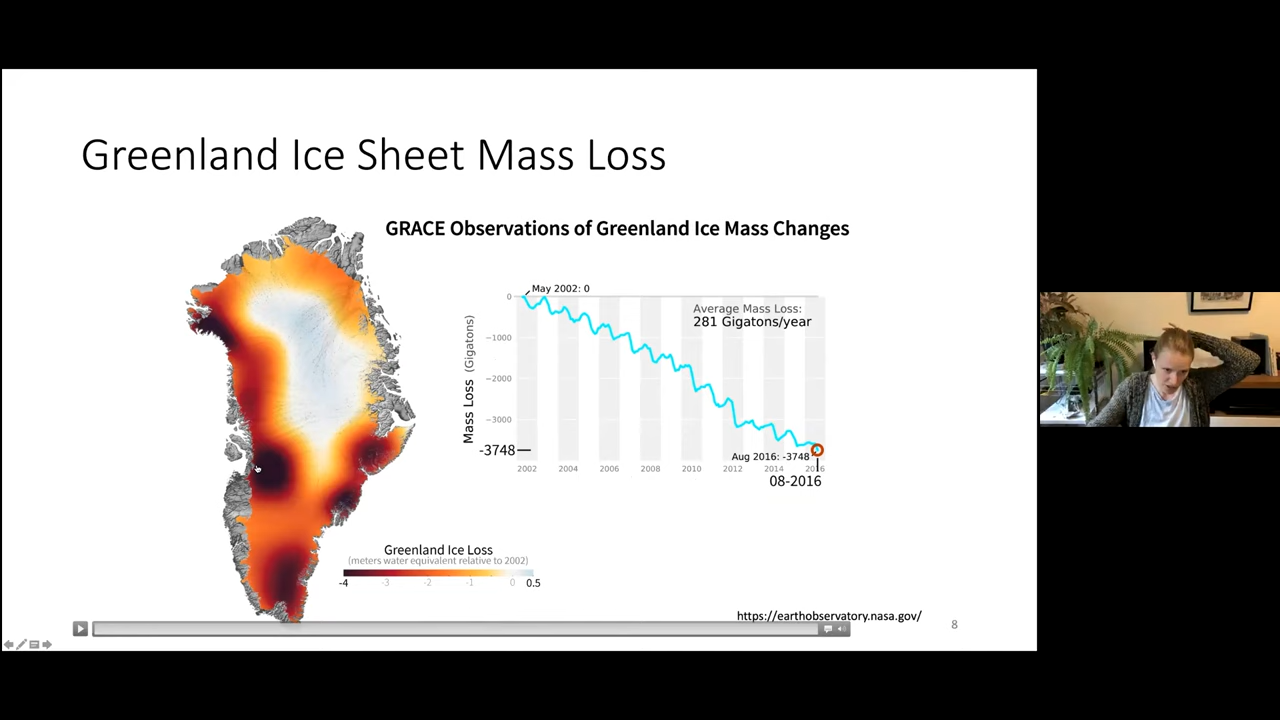 Greenland Ice Sheet Mass Loss
GRACE Observations of Greenland Ice Mass Changes
May 2002: 0
Average Mass Loss:
281 Gigatons/year
Mass Loss (Gigatons)
0
−1000
−2000
−3000
-3748
Aug 2016: -3748
2002 2004 2006 2008 2010 2012 2014 2016
08-2016
Greenland Ice Loss
(meters water equivalent relative to 2002)
-4 -3 -2 -1 0 0.5
https://earthobservatory.nasa.gov/
8